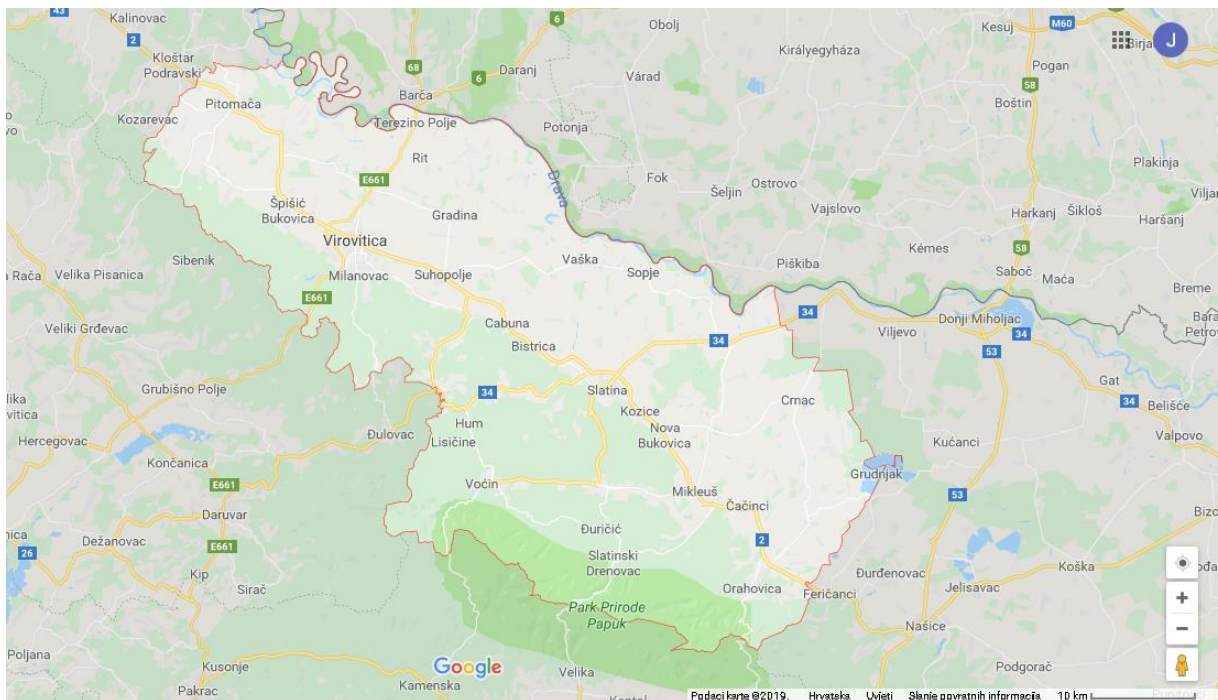 43
Kalinovac
2
Kloštar
Podravski
6
68
Daranj
6
Barča
Obolj
Királyegyháza
Várad
Kesuj
M60
Birja
J
Pogan
58
Boštin
Pitomača
Kozarevac
Terezino Polje
Potonja
Rit
E661
Drava
Fok
Šeljin
Ostrovo
Vajslovo
Plakinja
Viljan
Harkanj
Šikloš
Haršanj
Špišić
Bukovica
Gradina
Virovitica
Sibenik
Velika Pisanica
Milanovac
Suhopolje
Vaška
Sopje
Piškiba
Kémes
58
Saboč
Maća
Breme
E661
Veliki Grđevac
Cabuna
Bistrica
34
34
Viljevo
Donji Miholjac
34
53
Grubišno Polje
34
Slatina
Gat
34
Belišće
Crnac
Kozice
Nova
Bukovica
Hum
Lisičine
Đulovac
Valpovo
Kućanci
Hercegovac
Končanica
E661
Grudnjak
53
Voćin
Mikleuš
Čačinci
Daruvar
Dežanovac
E661
26
Đuričić
2
Slatinski
Drenovac
Kip
Sirač
Orahovica
Feričanci
Đurđenovac
Jelisavac
Koška
Park Prirode
Papuk
Našice
Poljana
Kusonje
Pakrac
Kamenska
Google
Velika
Podgorač
Podaci karte ©2019.
Hrvatska
Uvjeti
Slanje povratnih informacija
10 km